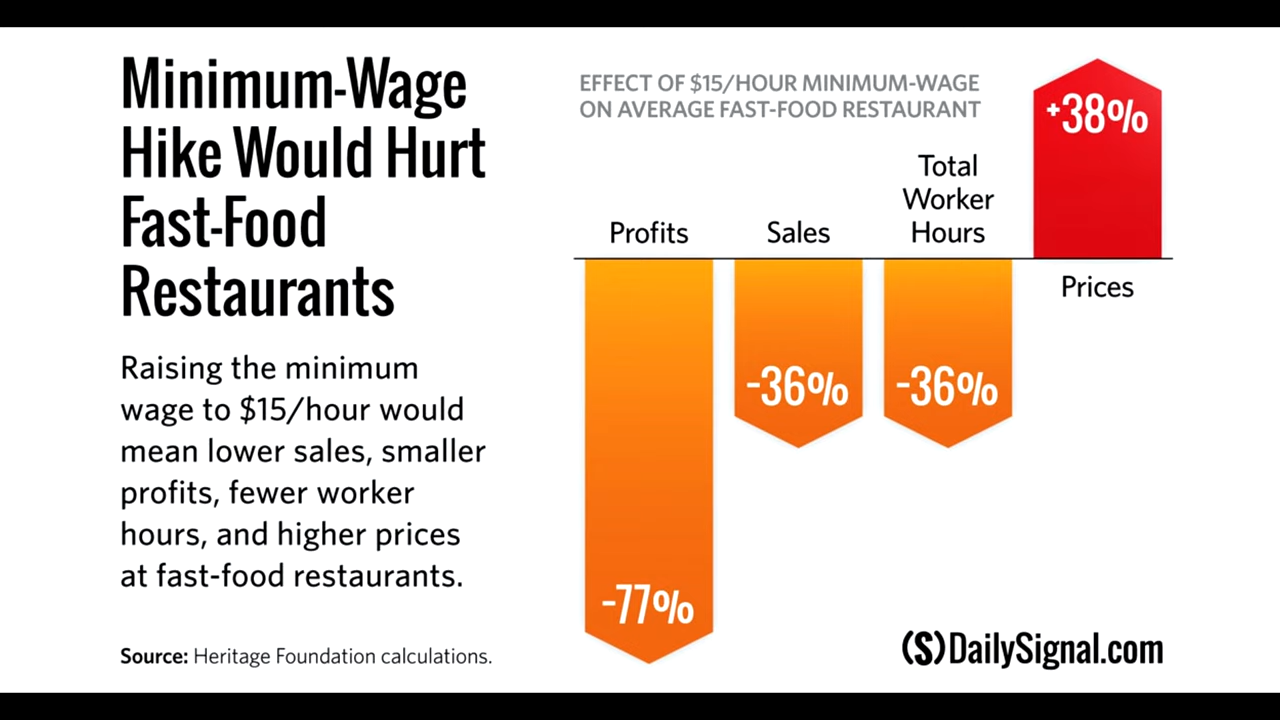 Minimum-Wage
Hike Would Hurt
Fast-Food
Restaurants
Raising the minimum
wage to $15/hour would
mean lower sales, smaller
profits, fewer worker
hours, and higher prices
at fast-food restaurants.
Source: Heritage Foundation calculations.
EFFECT OF $15/HOUR MINIMUM-WAGE
ON AVERAGE FAST-FOOD RESTAURANT
Profits
-77%
Sales
-36%
Total
Worker
Hours
-36%
+38%
Prices
(S) DailySignal.com